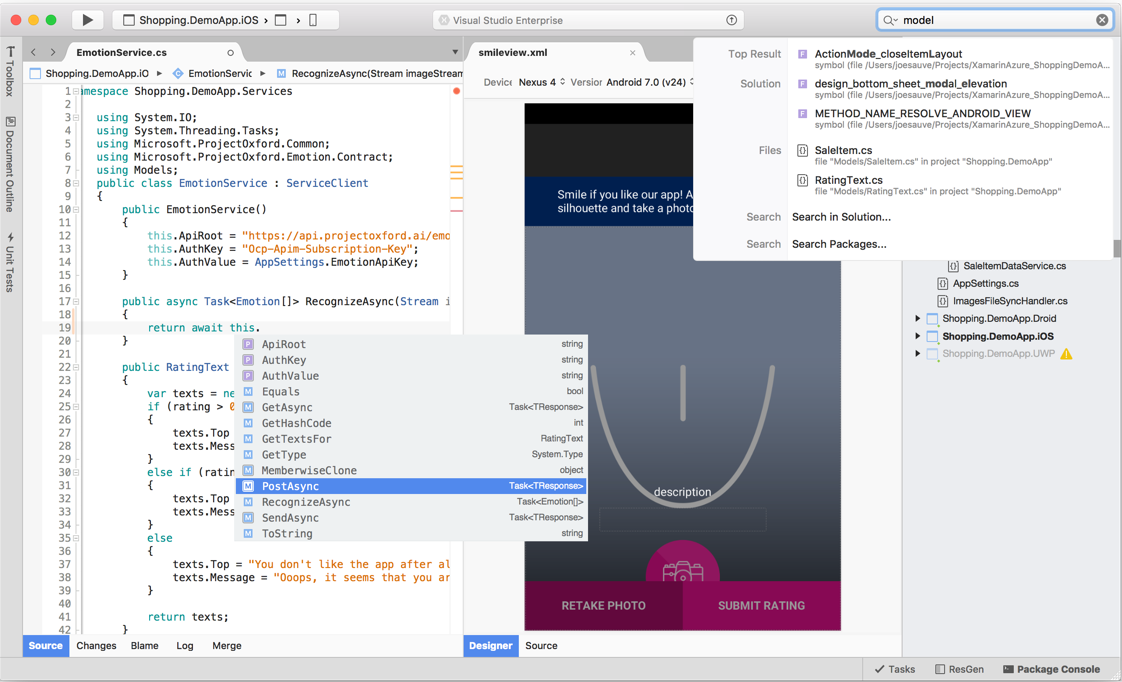 Shopping.DemoApp.iOS
Visual Studio Enterprise
model
EmotionService.cs
smileview.xml
Shopping.DemoApp.iO
EmotionServic
RecognizeAsync(Stream imageStream
Device Nexus 4 Version Android 7.0 (v24)
Toolbox
Document Outline
Unit Tests
1 mespace Shopping.DemoApp.Services
2
3 using System.IO;
4 using System.Threading.Tasks;
5 using Microsoft.ProjectOxford.Common;
6 using Microsoft.ProjectOxford.Emotion.Contract;
7 using Models;
8 public class EmotionService : ServiceClient
9 {
10 public EmotionService()
11 {
12 this.ApiRoot = "https://api.projectoxford.ai/emo
13 this.AuthKey = "Ocp-Apim-Subscription-Key";
14 this.AuthValue = AppSettings.EmotionApiKey;
15 }
16
17 public async Task<Emotion[]> RecognizeAsync(Stream i
18 {
19 return await this.
20 }
21
22 public RatingText
23 {
24 var texts = ne
25 if (rating > 0
26 {
27 texts.Top
28 texts.Mess
29 }
30 else if (ratin
31 {
32 texts.Top
33 texts.Mess
34 }
35 else
36 {
37 texts.Top = "You don't like the app after al
38 texts.Message = "Ooops, it seems that you ar
39 }
40
41 return texts;
42 }
P ApiRoot string
P AuthKey string
P AuthValue string
M Equals bool
M GetAsync Task<TResponse>
M GetHashCode int
M GetTextsFor RatingText
M GetType System.Type
M MemberwiseClone object
M PostAsync Task<TResponse>
M RecognizeAsync Task<Emotion[]>
M SendAsync Task<TResponse>
M ToString string
Smile if you like our app! A
silhouette and take a photo
description
RETAKE PHOTO
SUBMIT RATING
Top Result
F ActionMode_closeItemLayout
symbol (file /Users/joesauve/Projects/XamarinAzure_ShoppingDemoA...
Solution
F design_bottom_sheet_modal_elevation
symbol (file /Users/joesauve/Projects/XamarinAzure_ShoppingDemoA...
F METHOD_NAME_RESOLVE_ANDROID_VIEW
symbol (file /Users/joesauve/Projects/XamarinAzure_ShoppingDemoA...
Files
{} SaleItem.cs
file "Models/SaleItem.cs" in project "Shopping.DemoApp"
{} RatingText.cs
file "Models/RatingText.cs" in project "Shopping.DemoApp"
Search Search in Solution...
Search Search Packages...
{} SaleItemDataService.cs
{} AppSettings.cs
{} ImagesFileSyncHandler.cs
Shopping.DemoApp.Droid
Shopping.DemoApp.iOS
Shopping.DemoApp.UWP
Source Changes Blame Log Merge
Designer Source
Tasks ResGen Package Console